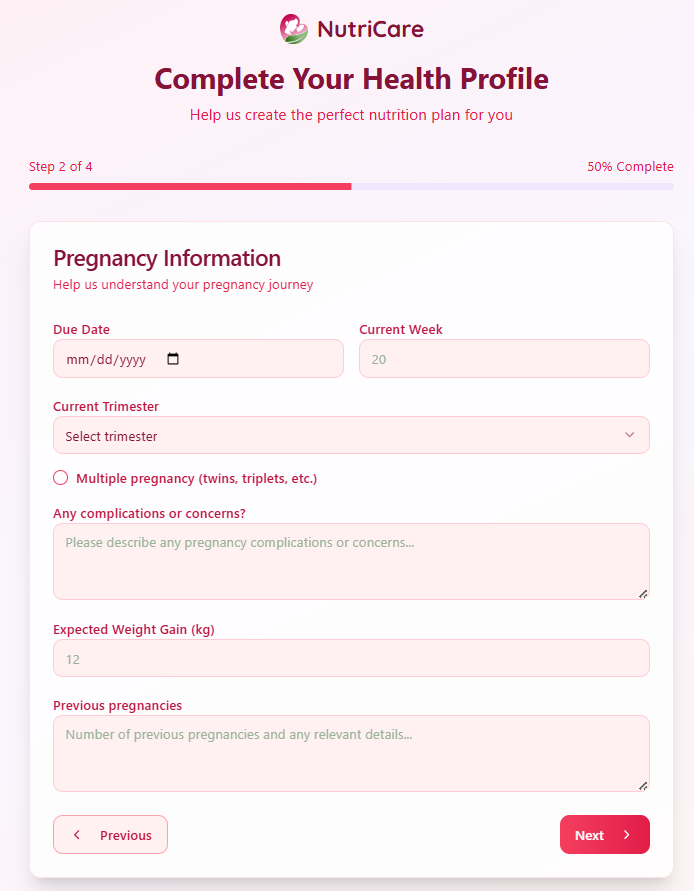 NutriCare
Complete Your Health Profile
Help us create the perfect nutrition plan for you
Step 2 of 4
50% Complete
Pregnancy Information
Help us understand your pregnancy journey
Due Date
Current Week
mm/dd/yyyy
20
Current Trimester
Select trimester
Multiple pregnancy (twins, triplets, etc.)
Any complications or concerns?
Please describe any pregnancy complications or concerns...
Expected Weight Gain (kg)
12
Previous pregnancies
Number of previous pregnancies and any relevant details...
Previous
Next